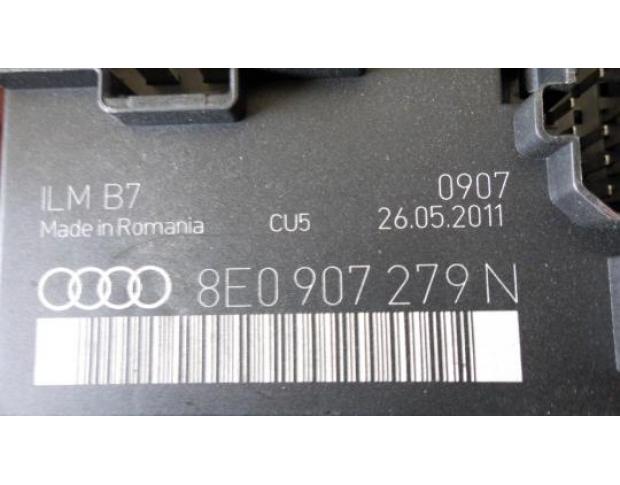 ILM B7 0907
Made in Romania CU5 26.05.2011
8E0 907 279 N